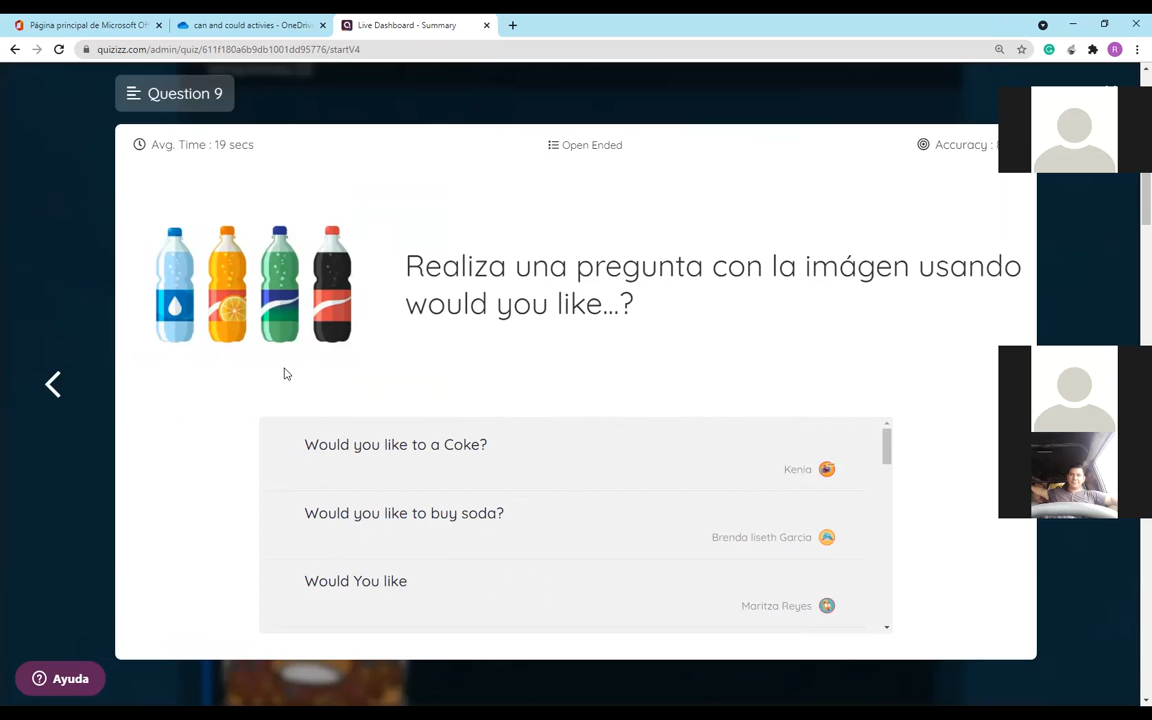 Página principal de Microsoft Of
can and could activies - OneDriv
Live Dashboard - Summary
quizizz.com/admin/quiz/611f180a6b9db1001dd95776/startV4
R
Question 9
Avg. Time : 19 secs
Open Ended
Accuracy : 8
Realiza una pregunta con la imágen usando
would you like...?
Would you like to a Coke?
Kenia
Would you like to buy soda?
Brenda liseth Garcia
Would You like
Maritza Reyes
Ayuda